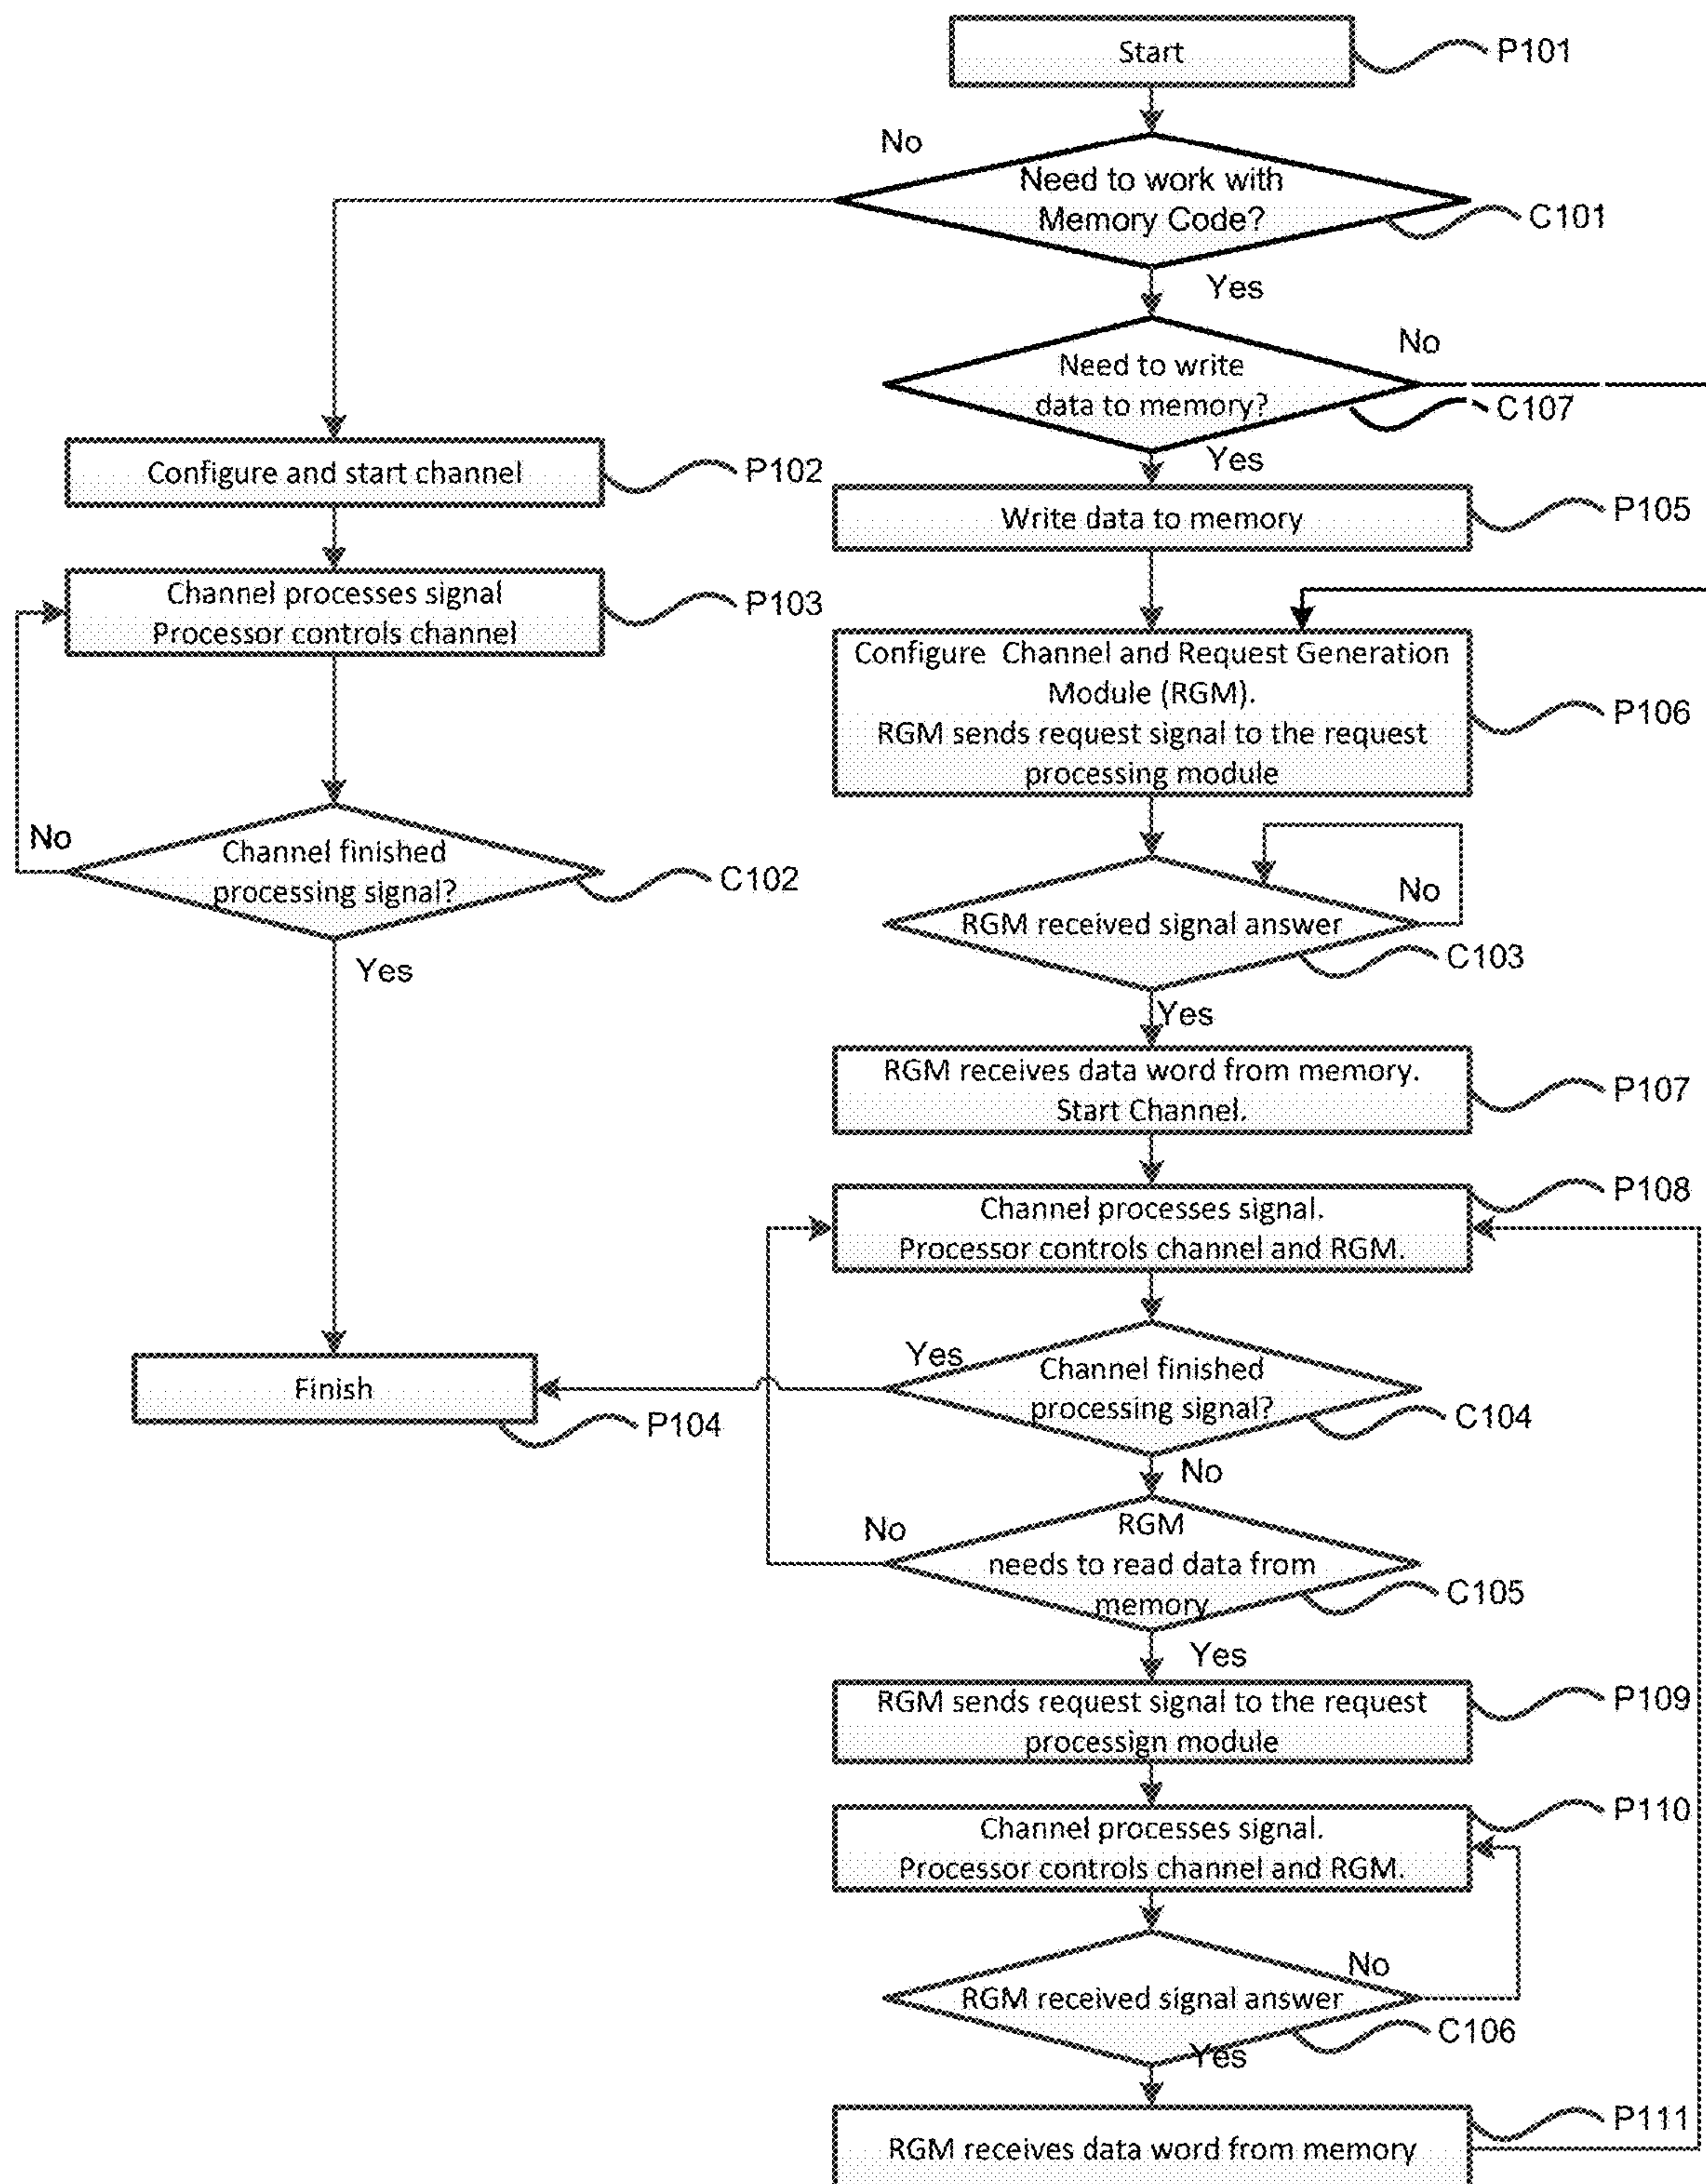 Start
P101
No
Need to work with
Memory Code?
C101
Yes
No
Need to write
data to memory?
C107
Yes
Configure and start channel
P102
Write data to memory
P105
Channel processes signal
Processor controls channel
P103
Configure Channel and Request Generation
Module (RGM).
RGM sends request signal to the request
processing module
P106
No
Channel finished
processing signal?
C102
Yes
No
RGM received signal answer
C103
Yes
RGM receives data word from memory.
Start Channel.
P107
Channel processes signal.
Processor controls channel and RGM.
P108
Yes
Channel finished
processing signal?
C104
Finish
P104
No
No
RGM
needs to read data from
memory
C105
Yes
RGM sends request signal to the request
processign module
P109
Channel processes signal.
Processor controls channel and RGM.
P110
No
RGM received signal answer
C106
Yes
RGM receives data word from memory
P111